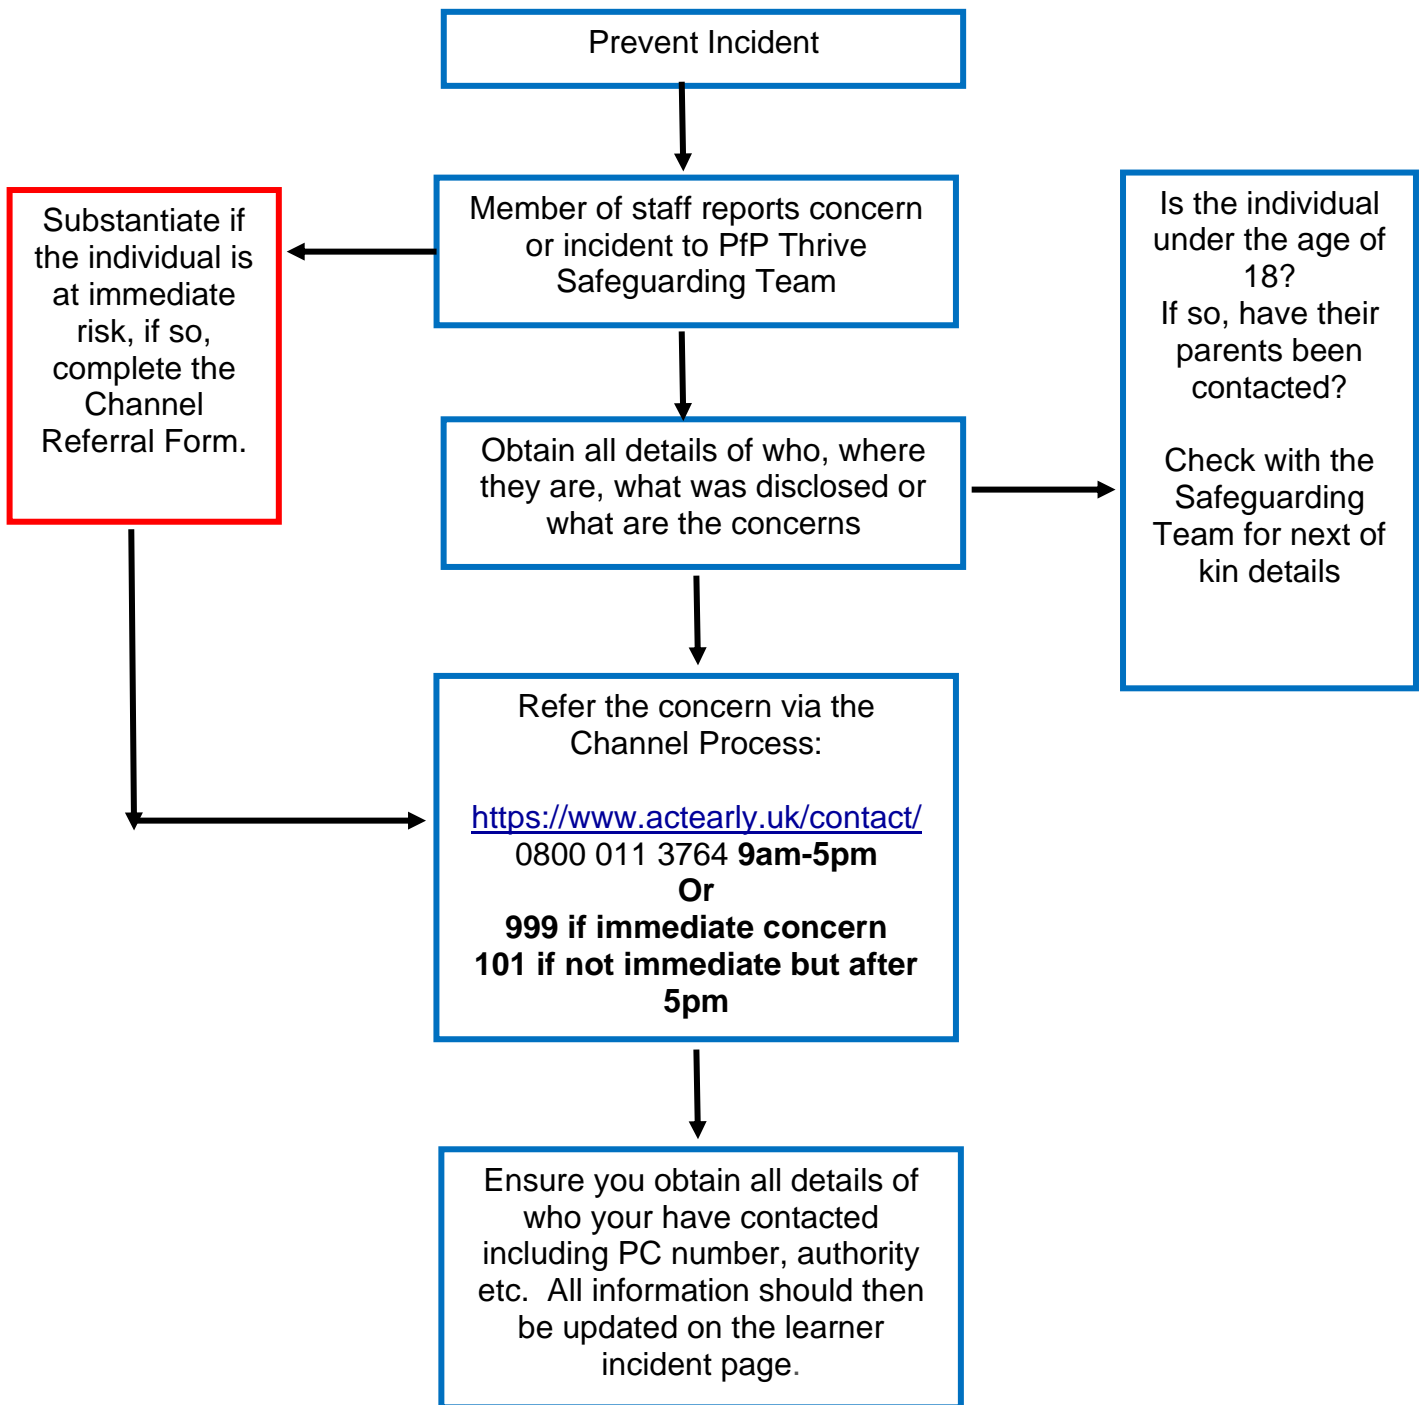 Prevent Incident
Member of staff reports concern
or incident to PfP Thrive
Safeguarding Team
Substantiate if
the individual is
at immediate
risk, if so,
complete the
Channel
Referral Form.
Is the individual
under the age of
18?
If so, have their
parents been
contacted?
Check with the
Safeguarding
Team for next of
kin details
Obtain all details of who, where
they are, what was disclosed or
what are the concerns
Refer the concern via the
Channel Process:
https://www.actearly.uk/contact/
0800 011 3764 9am-5pm
Or
999 if immediate concern
101 if not immediate but after
5pm
Ensure you obtain all details of
who your have contacted
including PC number, authority
etc.  All information should then
be updated on the learner
incident page.